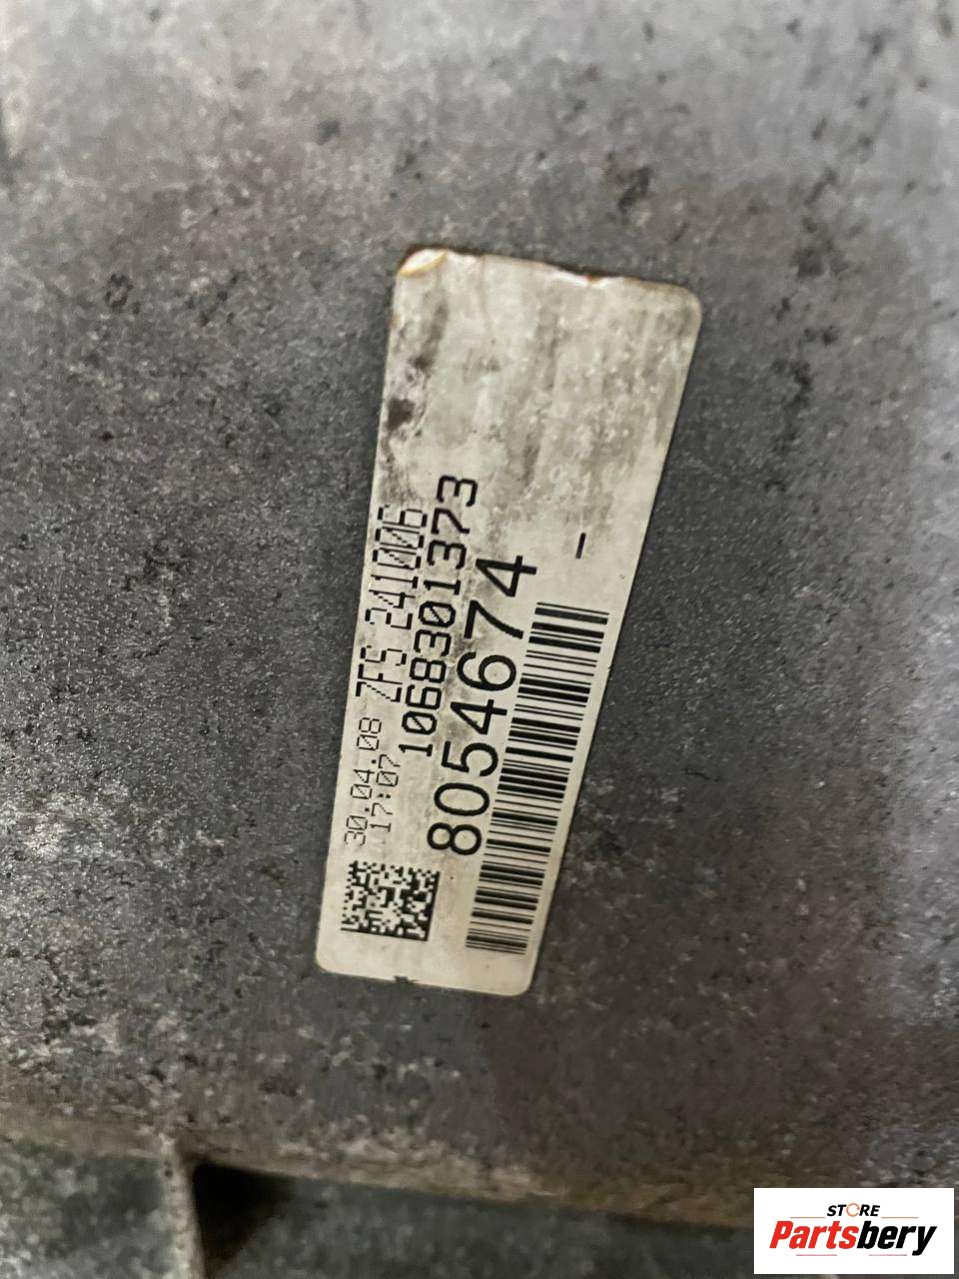 30.04.08 ZFS 241006
17:07
1068301373
8054674
STORE
Partsbery